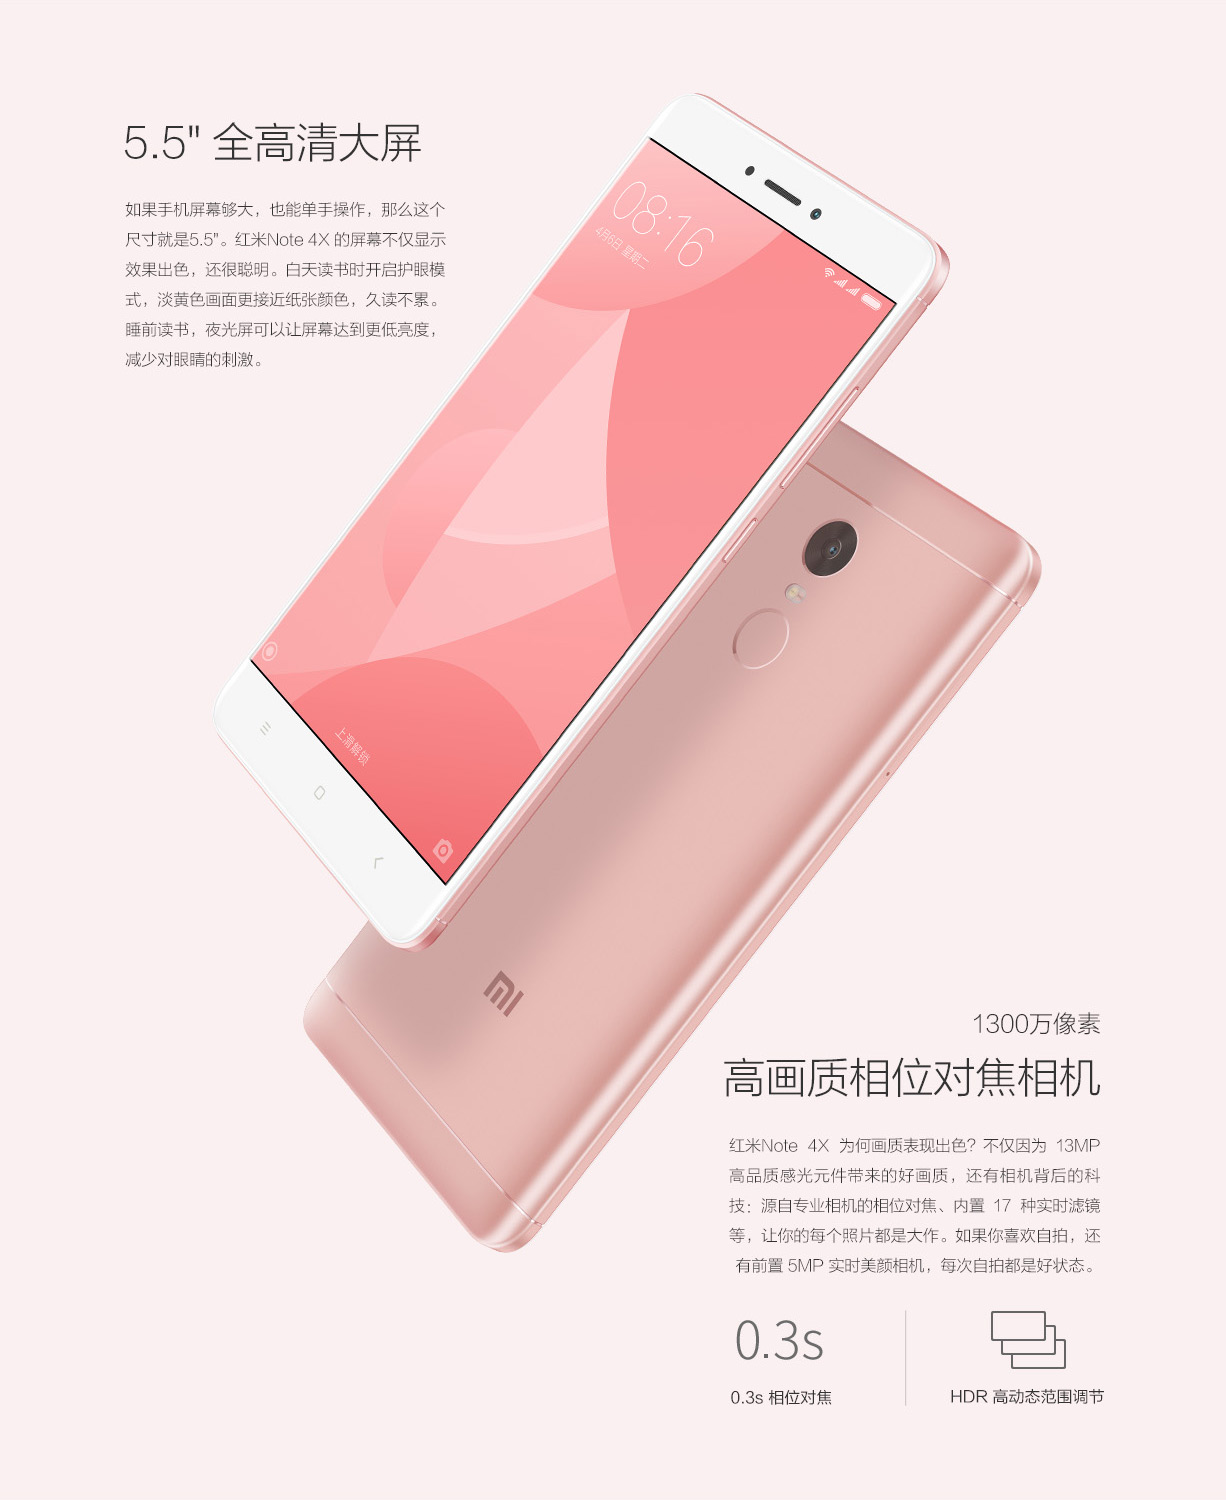 5.5" 全高清大屏
如果手机屏幕够大，也能单手操作，那么这个
尺寸就是5.5"。红米Note 4X 的屏幕不仅显示
效果出色，还很聪明。白天读书时开启护眼模
式，淡黄色画面更接近纸张颜色，久读不累。
睡前读书，夜光屏可以让屏幕达到更低亮度，
减少对眼睛的刺激。
08:16
4月6日 星期二
上滑解锁
MI
1300万像素
高画质相位对焦相机
红米Note 4X 为何画质表现出色？不仅因为 13MP
高品质感光元件带来的好画质，还有相机背后的科
技：源自专业相机的相位对焦、内置 17 种实时滤镜
等，让你的每个照片都是大作。如果你喜欢自拍，还
有前置 5MP 实时美颜相机，每次自拍都是好状态。
0.3s
0.3s 相位对焦
HDR 高动态范围调节